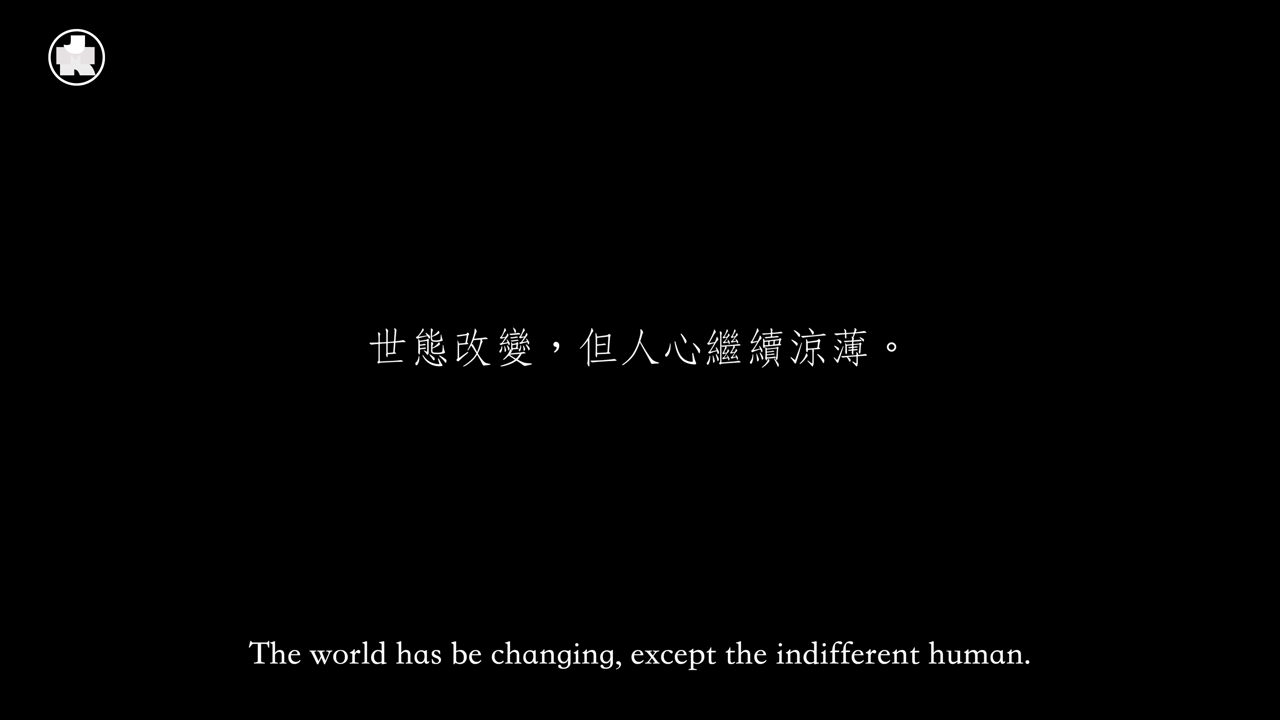 世態改變，但人心繼續涼薄。
The world has be changing, except the indifferent human.